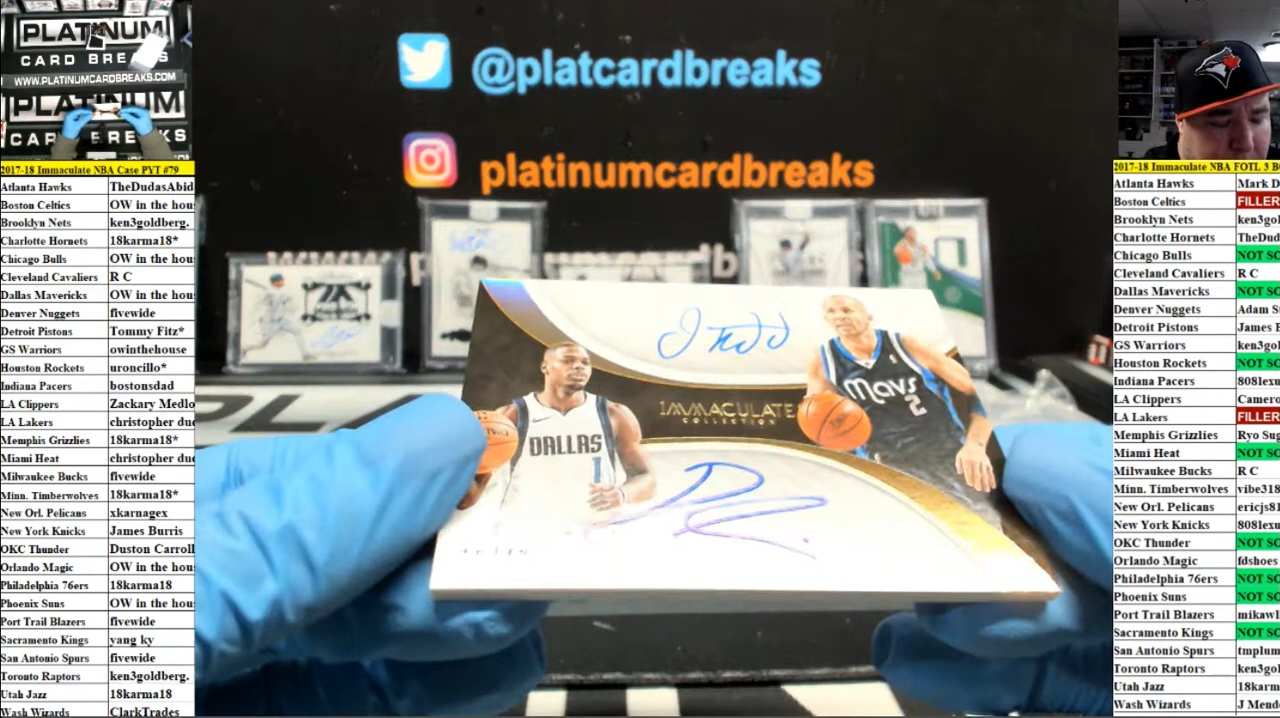 PLATINUM
CARD BREAKS
WWW.PLATINUMCARDBREAKS.COM
PLATINUM
CAR BREAKS
2017-18 Immaculate NBA Case PYT #79
Atlanta Hawks TheDudasAbid
Boston Celtics OW in the hou
Brooklyn Nets ken3goldberg.
Charlotte Hornets 18karma18*
Chicago Bulls OW in the hou
Cleveland Cavaliers R C
Dallas Mavericks OW in the hou
Denver Nuggets fivewide
Detroit Pistons Tommy Fitz*
GS Warriors owinthehouse
Houston Rockets uroncillo*
Indiana Pacers bostonsdad
LA Clippers Zackary Medlo
LA Lakers christopher duc
Memphis Grizzlies 18karma18*
Miami Heat christopher duc
Milwaukee Bucks fivewide
Minn. Timberwolves 18karma18*
New Orl. Pelicans xkarnagex
New York Knicks James Burris
OKC Thunder Duston Carroll
Orlando Magic OW in the hou
Philadelphia 76ers 18karma18
Phoenix Suns OW in the hou
Port Trail Blazers fivewide
Sacramento Kings yang ky
San Antonio Spurs fivewide
Toronto Raptors ken3goldberg.
Utah Jazz 18karma18
Wash Wizards ClarkTrades
@platcardbreaks
platinumcardbreaks
IMMACULATE
COLLECTION
MAVS
2
DALLAS
1
2017-18 Immaculate NBA FOTL 3 B
Atlanta Hawks Mark D
Boston Celtics FILLER
Brooklyn Nets ken3gol
Charlotte Hornets TheDud
Chicago Bulls NOT SO
Cleveland Cavaliers R C
Dallas Mavericks NOT SO
Denver Nuggets Adam S
Detroit Pistons James B
GS Warriors ken3go
Houston Rockets NOT SO
Indiana Pacers 808lexu
LA Clippers Camero
LA Lakers FILLER
Memphis Grizzlies Ryo Sug
Miami Heat NOT SO
Milwaukee Bucks R C
Minn. Timberwolves vibe318
New Orl. Pelicans ericjs81
New York Knicks 808lexu
OKC Thunder NOT SO
Orlando Magic fdshoes
Philadelphia 76ers NOT SO
Phoenix Suns NOT SO
Port Trail Blazers mikawl
Sacramento Kings NOT SO
San Antonio Spurs tmplum
Toronto Raptors ken3go
Utah Jazz 18karm
Wash Wizards J Mend